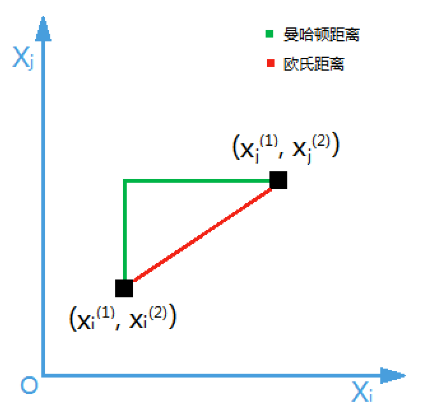 曼哈顿距离
欧氏距离
Xj
(xj(1), xj(2))
(xi(1), xi(2))
O
Xi